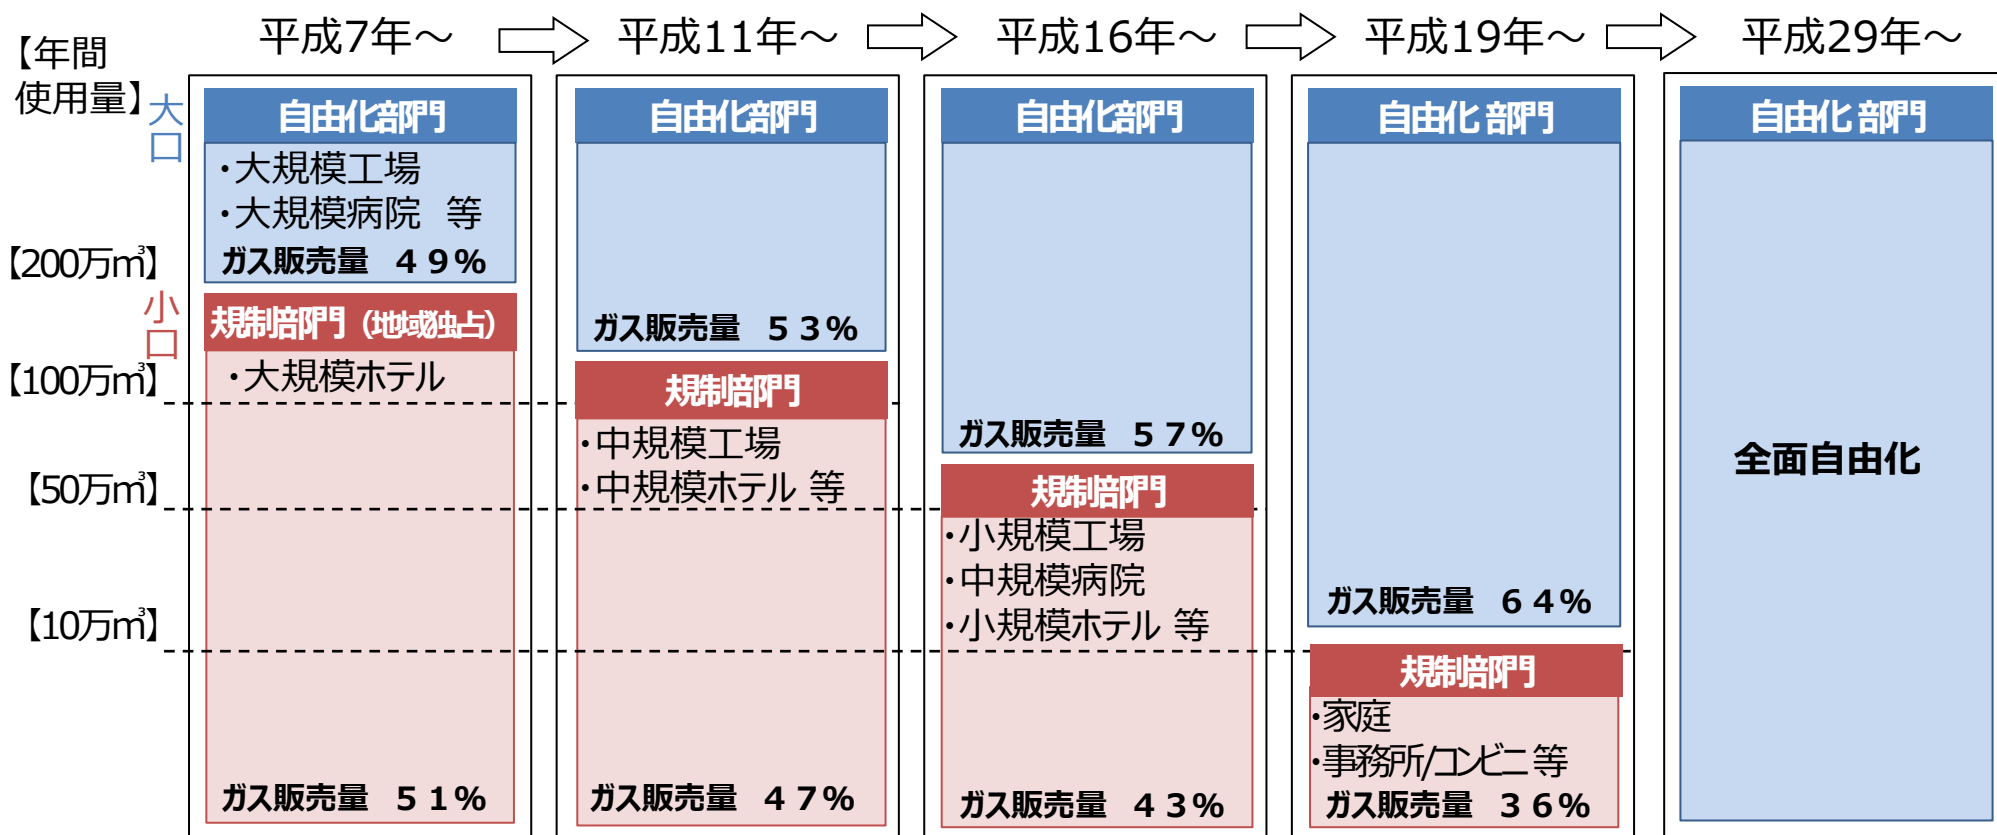 【年間
使用量】
大口
【200万㎥】
小口
【100万㎥】
【50万㎥】
【10万㎥】
平成7年～
自由化部門
・大規模工場
・大規模病院 等
ガス販売量 49%
規制部門（地域独占）
・大規模ホテル
ガス販売量 51%
平成11年～
自由化部門
ガス販売量 53%
規制部門
・中規模工場
・中規模ホテル 等
ガス販売量 47%
平成16年～
自由化部門
ガス販売量 57%
規制部門
・小規模工場
・中規模病院
・小規模ホテル 等
ガス販売量 43%
平成19年～
自由化部門
ガス販売量 64%
規制部門
・家庭
・事務所/コンビニ 等
ガス販売量 36%
平成29年～
自由化部門
全面自由化